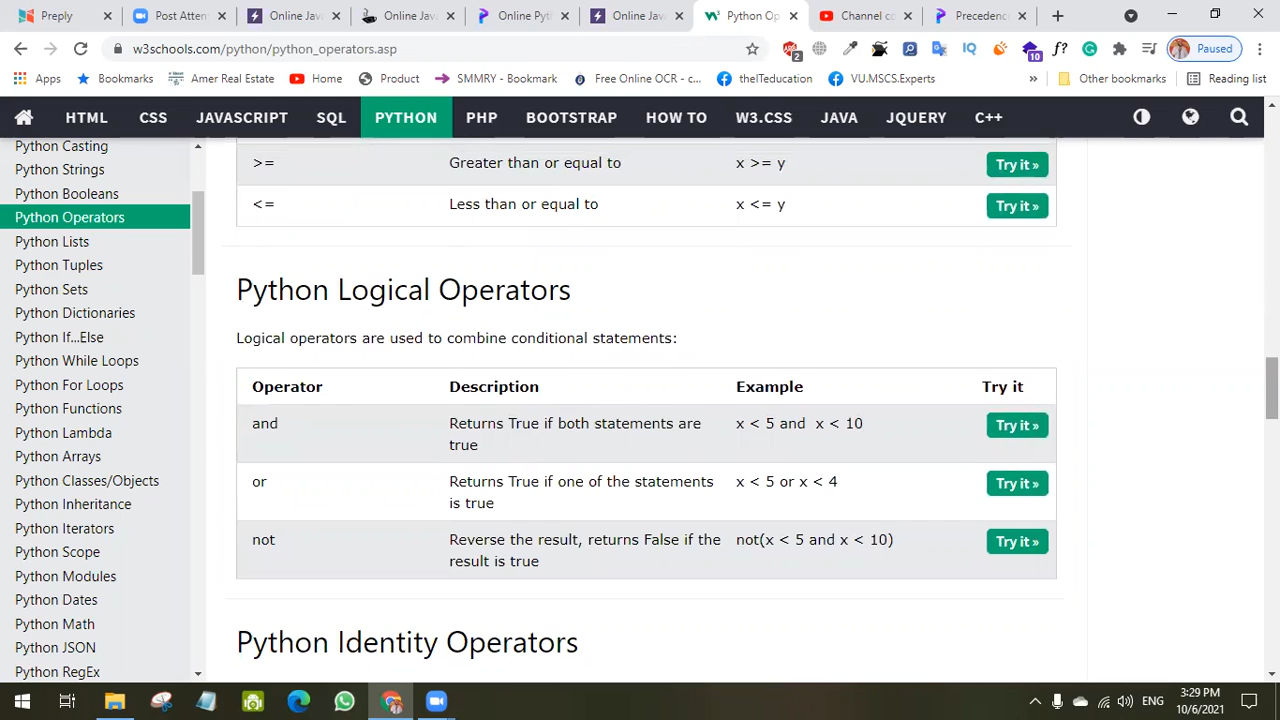 Preply
Post Atten
Online Java
Online Java
Online Pyth
Online Java
Python Op
Channel co
Precedenc
w3schools.com/python/python_operators.asp
2
10
f?
IQ
Paused
Apps
Bookmarks
Amer Real Estate
Home
Product
SMMRY - Bookmark
Free Online OCR - c...
theITeducation
VU.MSCS.Experts
»
Other bookmarks
Reading list
HTML
CSS
JAVASCRIPT
SQL
PYTHON
PHP
BOOTSTRAP
HOW TO
W3.CSS
JAVA
JQUERY
C++
Python Casting
Python Strings
Python Booleans
Python Operators
Python Lists
Python Tuples
Python Sets
Python Dictionaries
Python If...Else
Python While Loops
Python For Loops
Python Functions
Python Lambda
Python Arrays
Python Classes/Objects
Python Inheritance
Python Iterators
Python Scope
Python Modules
Python Dates
Python Math
Python JSON
Python RegEx
>= Greater than or equal to x >= y Try it »
<= Less than or equal to x <= y Try it »
Python Logical Operators
Logical operators are used to combine conditional statements:
Operator Description Example Try it
and Returns True if both statements are x < 5 and  x < 10 Try it »
true
or Returns True if one of the statements x < 5 or x < 4 Try it »
is true
not Reverse the result, returns False if the not(x < 5 and x < 10) Try it »
result is true
Python Identity Operators
ENG
3:29 PM
10/6/2021